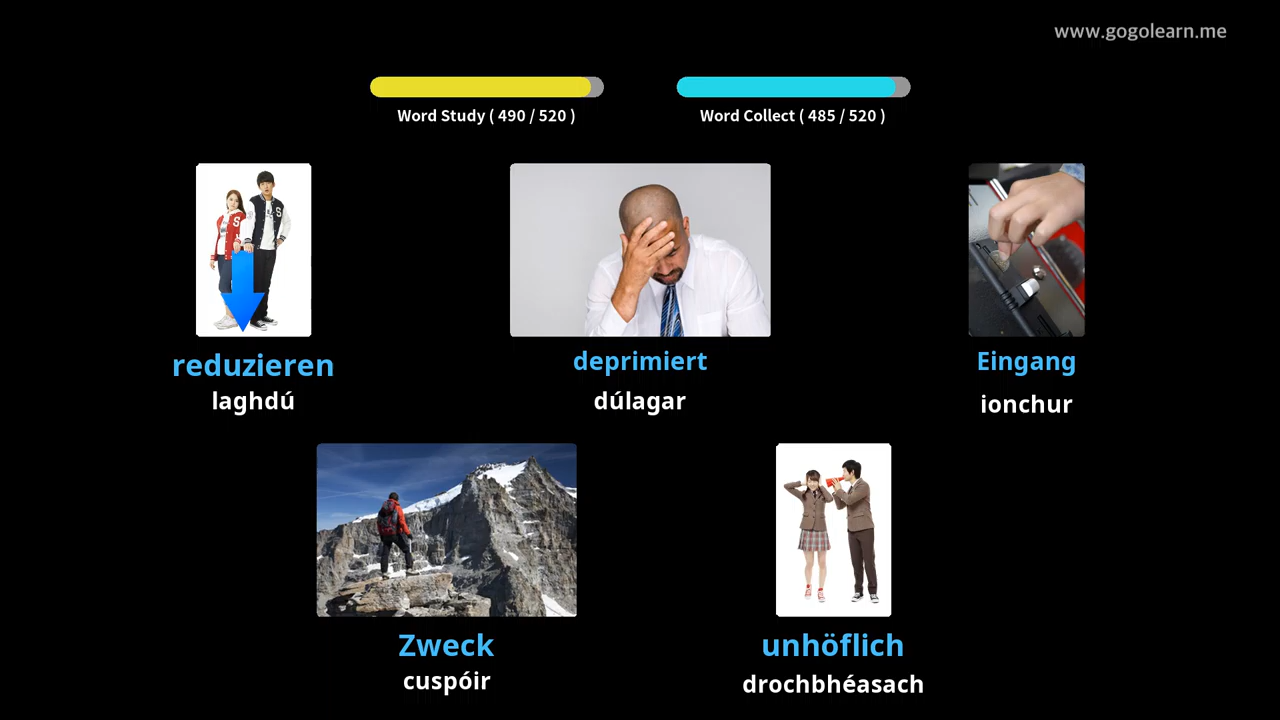 www.gogolearn.me
Word Study ( 490 / 520 )
Word Collect ( 485 / 520 )
reduzieren
laghdú
deprimiert
dúlagar
Eingang
ionchur
Zweck
cuspóir
unhöflich
drochbhéasach